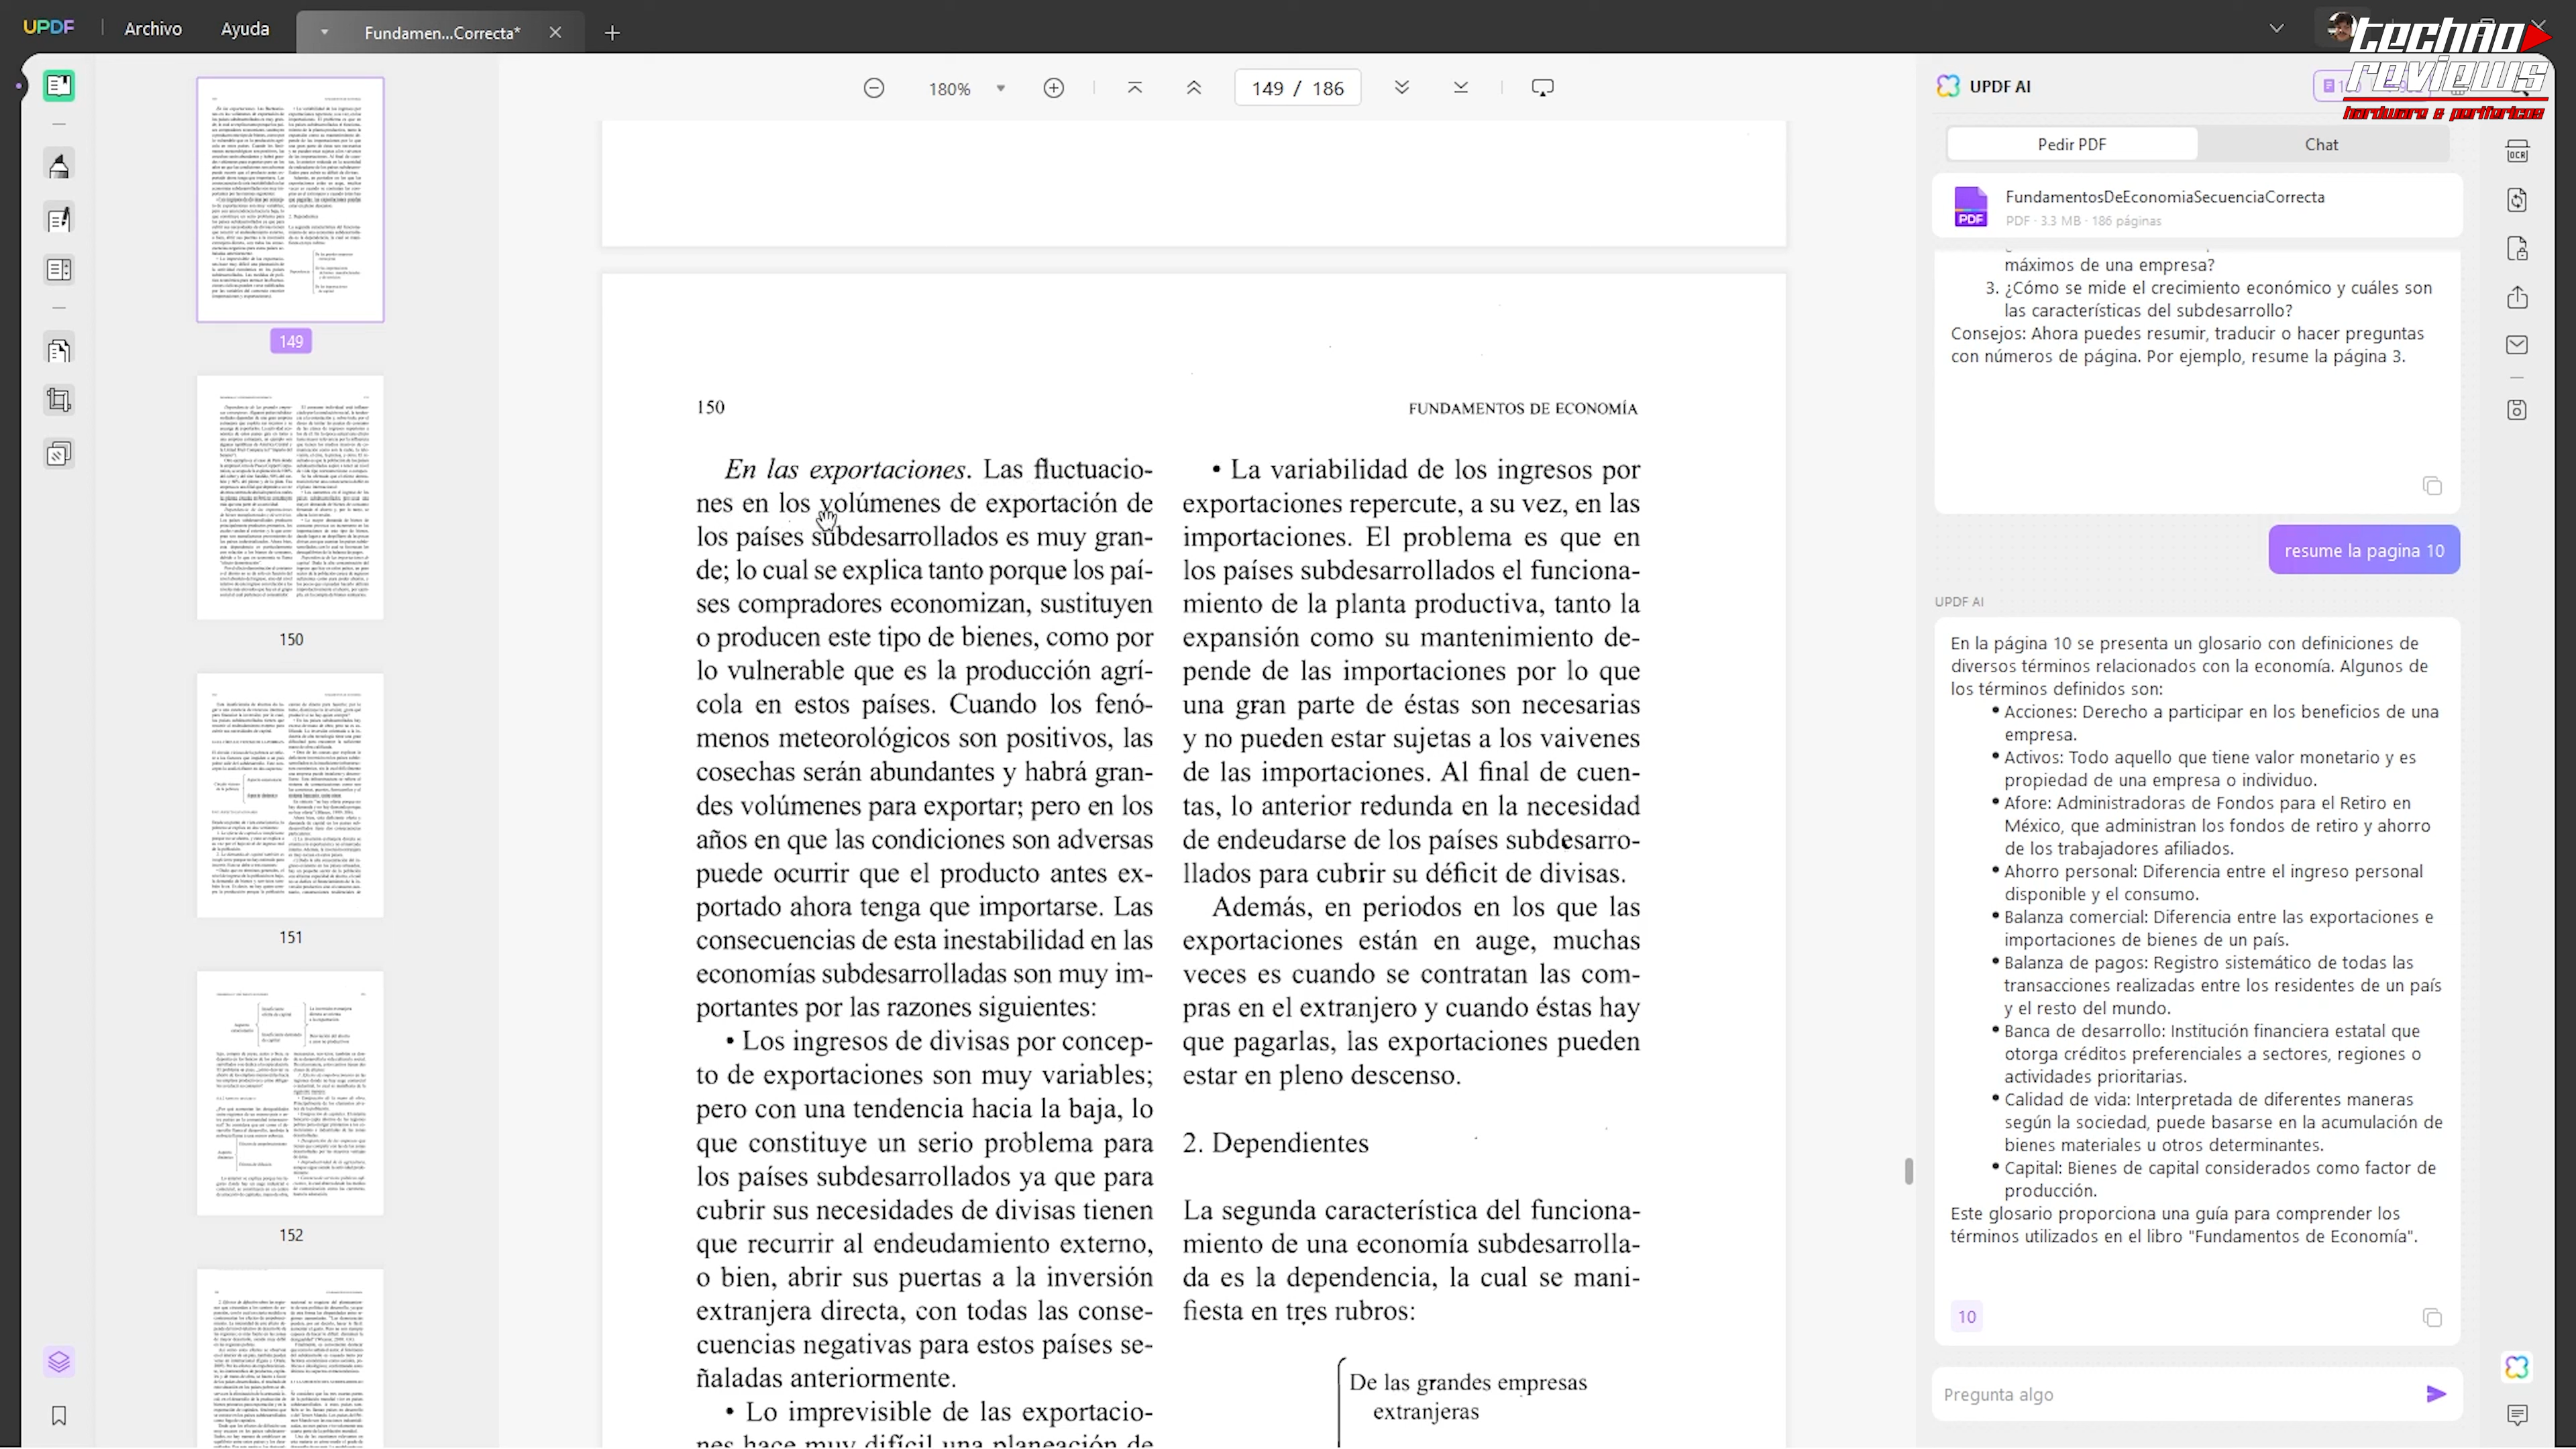 UPDF
Archivo
Ayuda
Fundamen...Correcta*
techno
reviews
hardware & perifericos
180%
149 / 186
149
150
151
152
150
FUNDAMENTOS DE ECONOMÍA
En las exportaciones. Las fluctuacio-
nes en los volúmenes de exportación de
los países subdesarrollados es muy gran-
de; lo cual se explica tanto porque los paí-
ses compradores economizan, sustituyen
o producen este tipo de bienes, como por
lo vulnerable que es la producción agrí-
cola en estos países. Cuando los fenó-
menos meteorológicos son positivos, las
cosechas serán abundantes y habrá gran-
des volúmenes para exportar; pero en los
años en que las condiciones son adversas
puede ocurrir que el producto antes ex-
portado ahora tenga que importarse. Las
consecuencias de esta inestabilidad en las
economías subdesarrolladas son muy im-
portantes por las razones siguientes:
• Los ingresos de divisas por concep-
to de exportaciones son muy variables;
pero con una tendencia hacia la baja, lo
que constituye un serio problema para
los países subdesarrollados ya que para
cubrir sus necesidades de divisas tienen
que recurrir al endeudamiento externo,
o bien, abrir sus puertas a la inversión
extranjera directa, con todas las conse-
cuencias negativas para estos países se-
ñaladas anteriormente.
• Lo imprevisible de las exportacio-
nes hace muy difícil una planeación de
• La variabilidad de los ingresos por
exportaciones repercute, a su vez, en las
importaciones. El problema es que en
los países subdesarrollados el funciona-
miento de la planta productiva, tanto la
expansión como su mantenimiento de-
pende de las importaciones por lo que
una gran parte de éstas son necesarias
y no pueden estar sujetas a los vaivenes
de las importaciones. Al final de cuen-
tas, lo anterior redunda en la necesidad
de endeudarse de los países subdesarro-
llados para cubrir su déficit de divisas.
Además, en periodos en los que las
exportaciones están en auge, muchas
veces es cuando se contratan las com-
pras en el extranjero y cuando éstas hay
que pagarlas, las exportaciones pueden
estar en pleno descenso.
2. Dependientes
La segunda característica del funciona-
miento de una economía subdesarrolla-
da es la dependencia, la cual se mani-
fiesta en tres rubros:
De las grandes empresas
extranjeras
UPDF AI
Pedir PDF
Chat
OCR
PDF
FundamentosDeEconomiaSecuenciaCorrecta
PDF · 3.3 MB · 186 páginas
máximos de una empresa?
3. ¿Cómo se mide el crecimiento económico y cuáles son
las características del subdesarrollo?
Consejos: Ahora puedes resumir, traducir o hacer preguntas
con números de página. Por ejemplo, resume la página 3.
resume la pagina 10
UPDF AI
En la página 10 se presenta un glosario con definiciones de
diversos términos relacionados con la economía. Algunos de
los términos definidos son:
• Acciones: Derecho a participar en los beneficios de una
empresa.
• Activos: Todo aquello que tiene valor monetario y es
propiedad de una empresa o individuo.
• Afore: Administradoras de Fondos para el Retiro en
México, que administran los fondos de retiro y ahorro
de los trabajadores afiliados.
• Ahorro personal: Diferencia entre el ingreso personal
disponible y el consumo.
• Balanza comercial: Diferencia entre las exportaciones e
importaciones de bienes de un país.
• Balanza de pagos: Registro sistemático de todas las
transacciones realizadas entre los residentes de un país
y el resto del mundo.
• Banca de desarrollo: Institución financiera estatal que
otorga créditos preferenciales a sectores, regiones o
actividades prioritarias.
• Calidad de vida: Interpretada de diferentes maneras
según la sociedad, puede basarse en la acumulación de
bienes materiales u otros determinantes.
• Capital: Bienes de capital considerados como factor de
producción.
Este glosario proporciona una guía para comprender los
términos utilizados en el libro "Fundamentos de Economía".
10
Pregunta algo